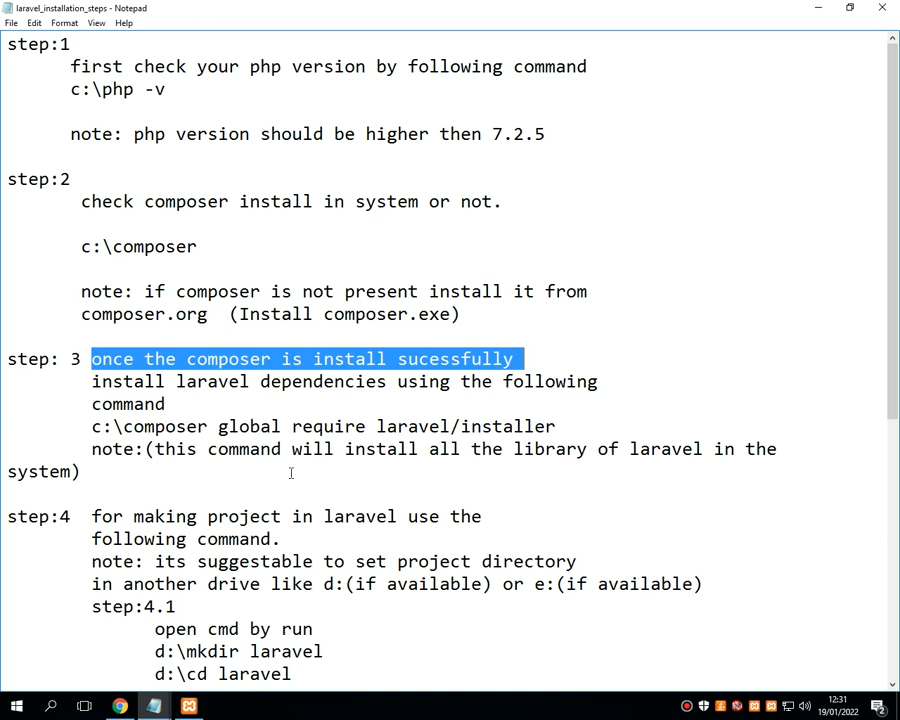 laravel_installation_steps - Notepad
File Edit Format View Help
step:1
first check your php version by following command
c:\php -v
note: php version should be higher then 7.2.5
step:2
check composer install in system or not.
c:\composer
note: if composer is not present install it from
composer.org (Install composer.exe)
step: 3 once the composer is install sucessfully
install laravel dependencies using the following
command
c:\composer global require laravel/installer
note:(this command will install all the library of laravel in the
system)
step:4 for making project in laravel use the
following command.
note: its suggestable to set project directory
in another drive like d:(if available) or e:(if available)
step:4.1
open cmd by run
d:\mkdir laravel
d:\cd laravel
12:31
19/01/2022
2